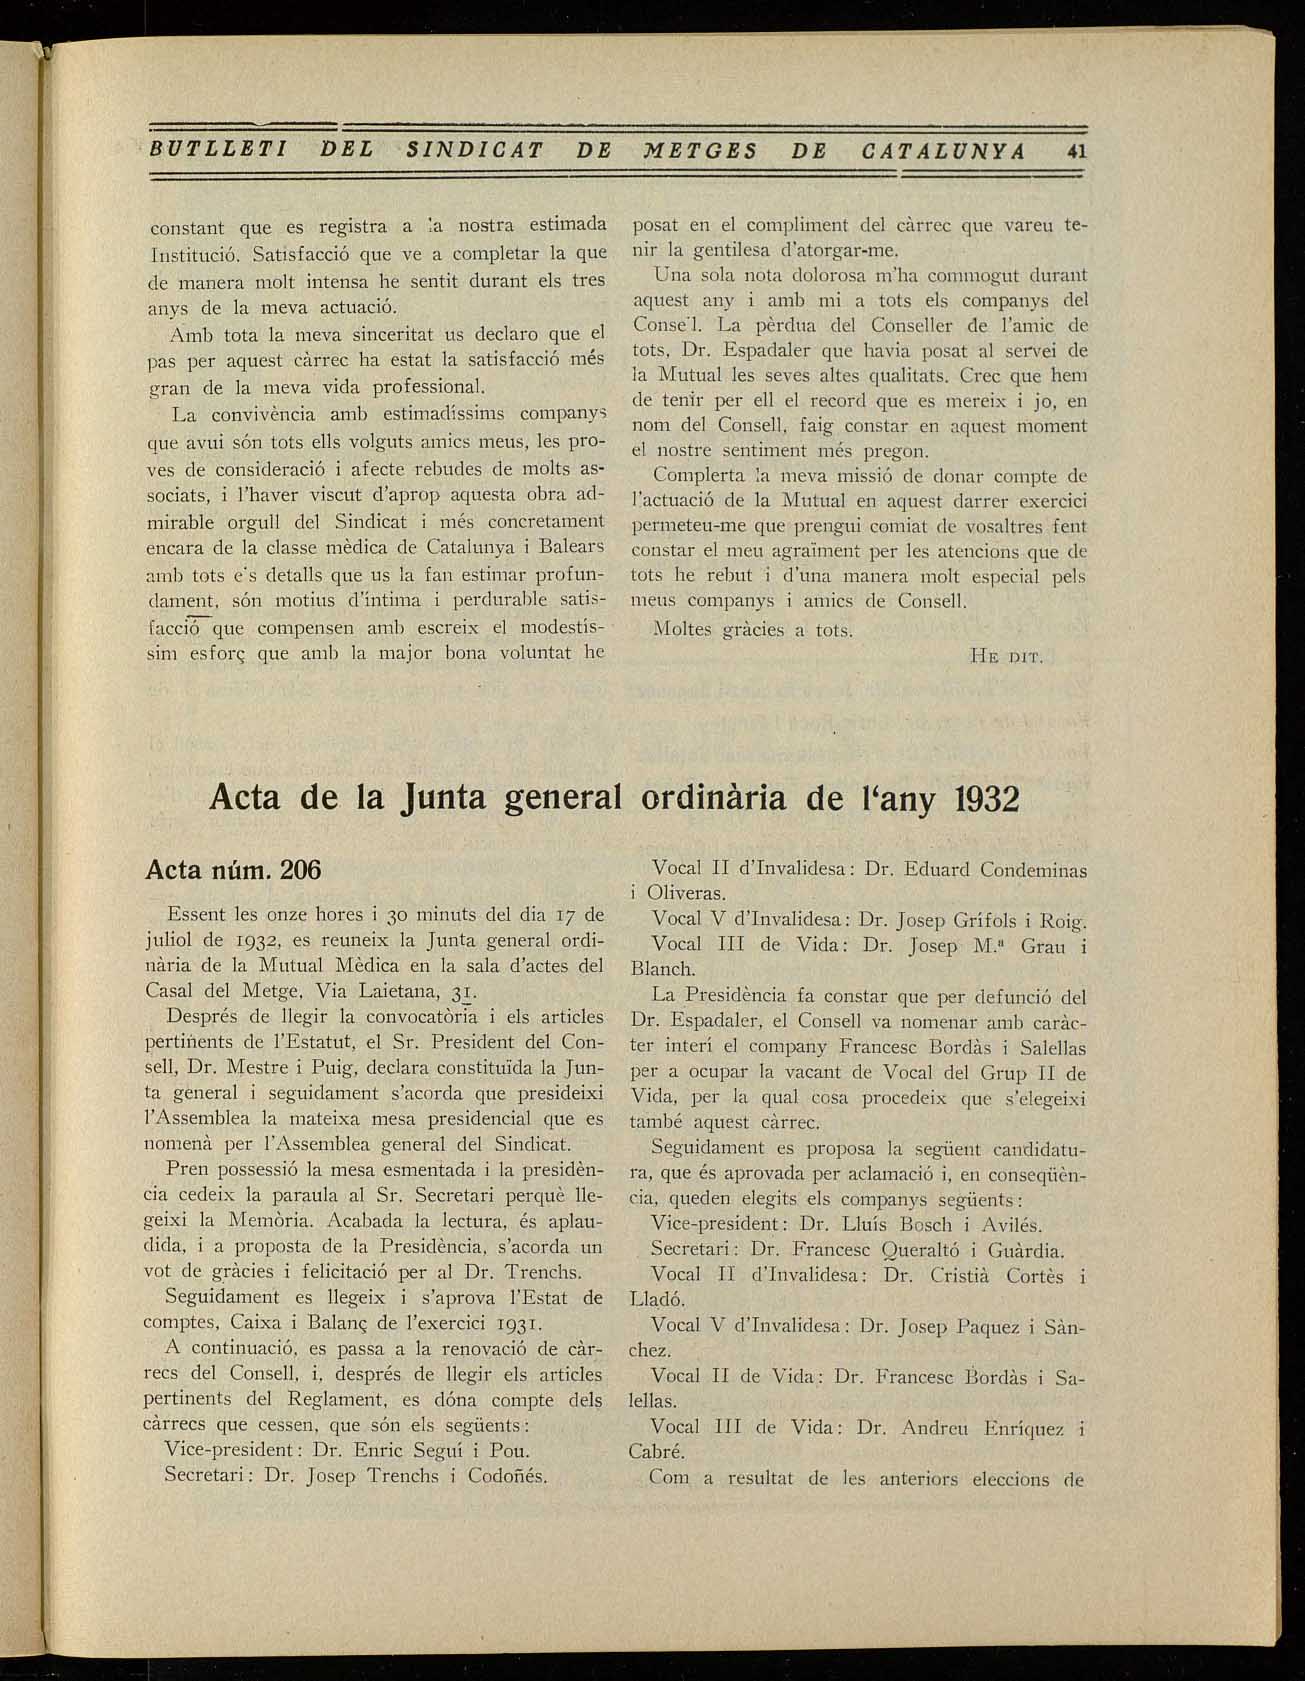 BUTLLETI DEL SINDICAT DE METGES DE CATALUNYA 41
constant que es registra a la nostra estimada
Institució. Satisfacció que ve a completar la que
de manera molt intensa he sentit durant els tres
anys de la meva actuació.
Amb tota la meva sinceritat us declaro que el
pas per aquest càrrec ha estat la satisfacció més
gran de la meva vida professional.
La convivència amb estimadíssims companys
que avui són tots ells volguts amics meus, les pro-
ves de consideració i afecte rebudes de molts as-
sociats, i l'haver viscut d'aprop aquesta obra ad-
mirable orgull del Sindicat i més concretament
encara de la classe mèdica de Catalunya i Balears
amb tots e's detalls que us la fan estimar profun-
dament, són motius d'íntima i perdurable satis-
facció que compensen amb escreix el modestís-
sim esforç que amb la major bona voluntat he
posat en el compliment del càrrec que vareu te-
nir la gentilesa d'atorgar-me.
Una sola nota dolorosa m'ha commogut durant
aquest any i amb mi a tots els companys del
Conse'l. La pèrdua del Conseller de l'amic de
tots, Dr. Espadaler que havia posat al servei de
la Mutual les seves altes qualitats. Crec que hem
de tenir per ell el record que es mereix i jo, en
nom del Consell, faig constar en aquest moment
el nostre sentiment més pregon.
Complerta la meva missió de donar compte de
l'actuació de la Mutual en aquest darrer exercici
permeteu-me que prengui comiat de vosaltres fent
constar el meu agraïment per les atencions que de
tots he rebut i d'una manera molt especial pels
meus companys i amics de Consell.
Moltes gràcies a tots.
HE DIT.
Acta de la Junta general ordinària de l'any 1932
Acta núm. 206
Essent les onze hores i 30 minuts del dia 17 de
juliol de 1932, es reuneix la Junta general ordi-
nària de la Mutual Mèdica en la sala d'actes del
Casal del Metge, Via Laietana, 31.
Després de llegir la convocatòria i els articles
pertinents de l'Estatut, el Sr. President del Con-
sell, Dr. Mestre i Puig, declara constituïda la Jun-
ta general i seguidament s'acorda que presideixi
l'Assemblea la mateixa mesa presidencial que es
nomenà per l'Assemblea general del Sindicat.
Pren possessió la mesa esmentada i la presidèn-
cia cedeix la paraula al Sr. Secretari perquè lle-
geixi la Memòria. Acabada la lectura, és aplau-
dida, i a proposta de la Presidència, s'acorda un
vot de gràcies i felicitació per al Dr. Trenchs.
Seguidament es llegeix i s'aprova l'Estat de
comptes, Caixa i Balanç de l'exercici 1931.
A continuació, es passa a la renovació de càr-
recs del Consell, i, després de llegir els articles
pertinents del Reglament, es dóna compte dels
càrrecs que cessen, que són els següents:
Vice-president: Dr. Enric Seguí i Pou.
Secretari: Dr. Josep Trenchs i Codoñés.
Vocal II d'Invalidesa: Dr. Eduard Condeminas
i Oliveras.
Vocal V d'Invalidesa: Dr. Josep Grífols i Roig.
Vocal III de Vida: Dr. Josep M.ª Grau i
Blanch.
La Presidència fa constar que per defunció del
Dr. Espadaler, el Consell va nomenar amb caràc-
ter interí el company Francesc Bordàs i Salellas
per a ocupar la vacant de Vocal del Grup II de
Vida, per la qual cosa procedeix que s'elegeixi
també aquest càrrec.
Seguidament es proposa la següent candidatu-
ra, que és aprovada per aclamació i, en conseqüèn-
cia, queden elegits els companys següents:
Vice-president: Dr. Lluís Bosch i Avilés.
Secretari: Dr. Francesc Queraltó i Guàrdia.
Vocal II d'Invalidesa: Dr. Cristià Cortès i
Lladó.
Vocal V d'Invalidesa: Dr. Josep Paquez i Sàn-
chez.
Vocal II de Vida: Dr. Francesc Bordàs i Sa-
lellas.
Vocal III de Vida: Dr. Andreu Enríquez i
Cabré.
Com a resultat de les anteriors eleccions de